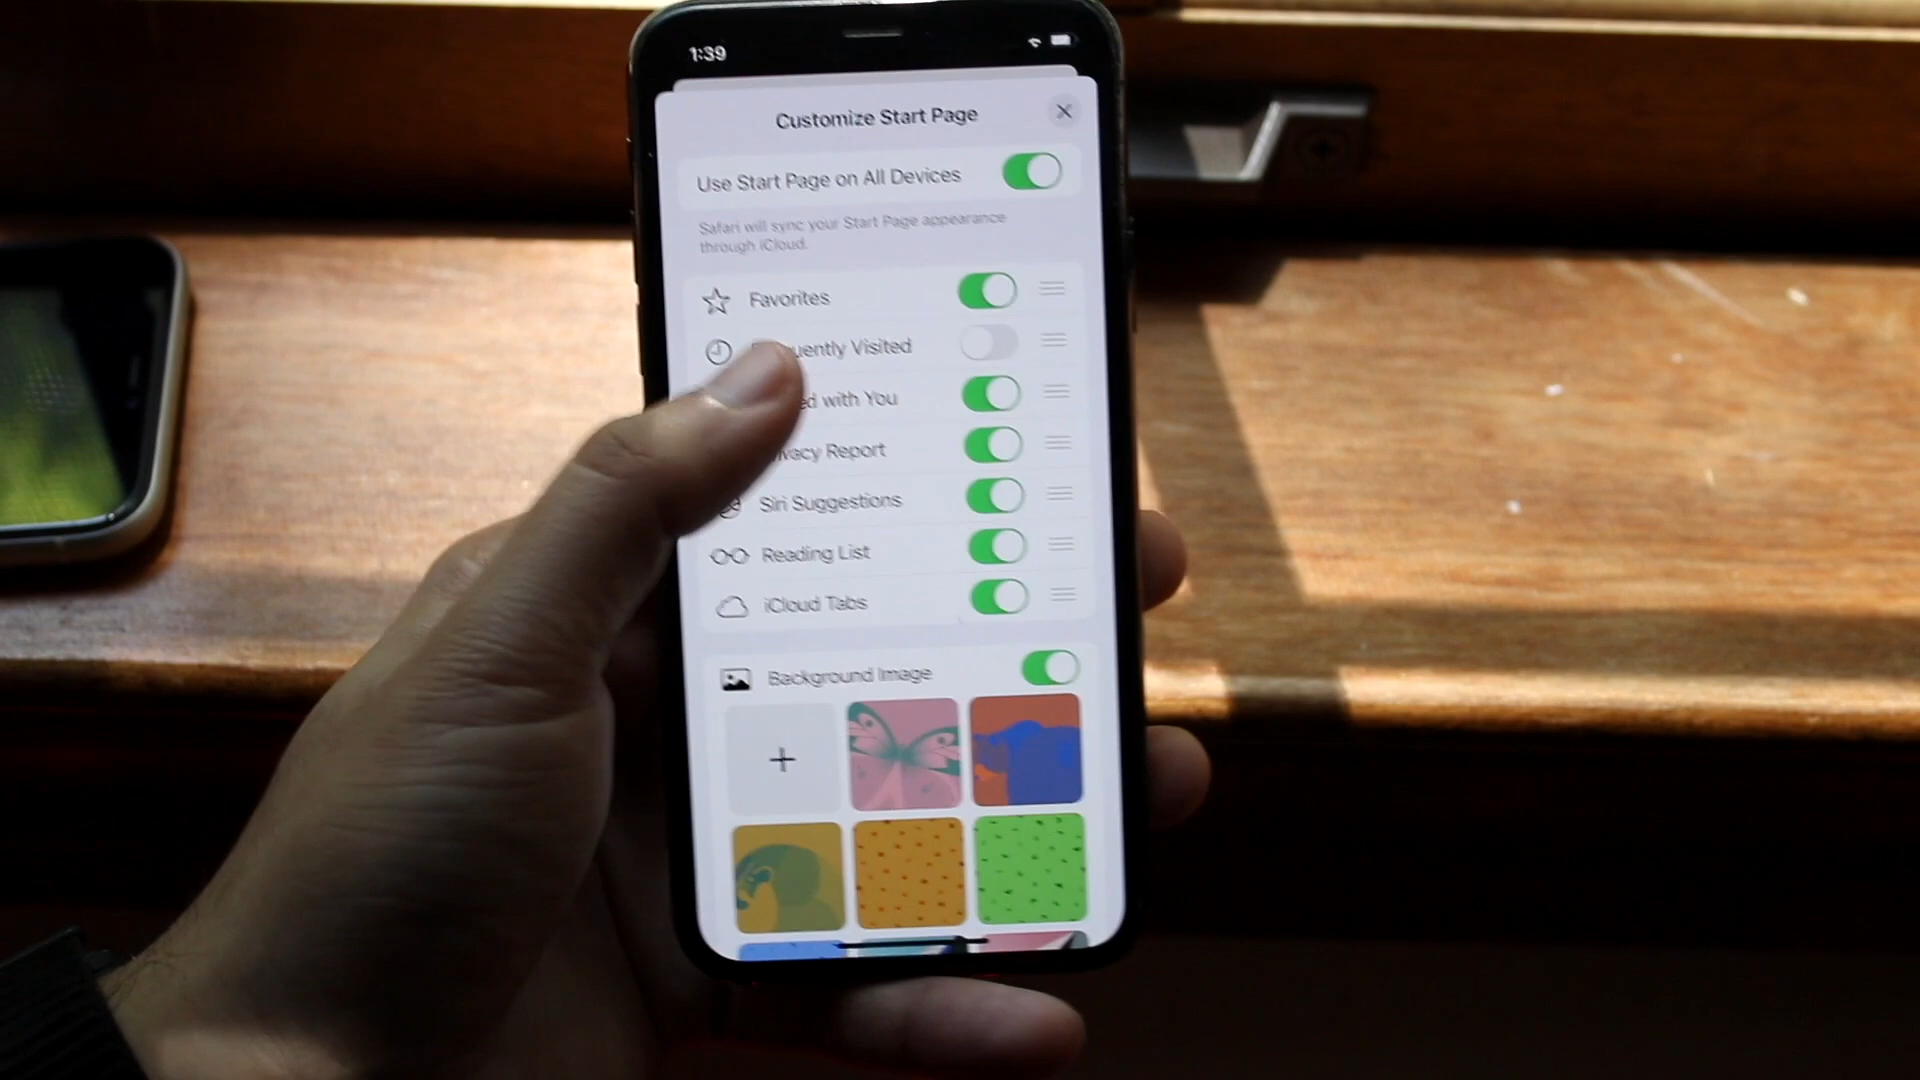 1:39
Customize Start Page
Use Start Page on All Devices
Safari will sync your Start Page appearance
through iCloud.
Favorites
uently Visited
ed with You
vacy Report
Siri Suggestions
Reading List
iCloud Tabs
Background Image